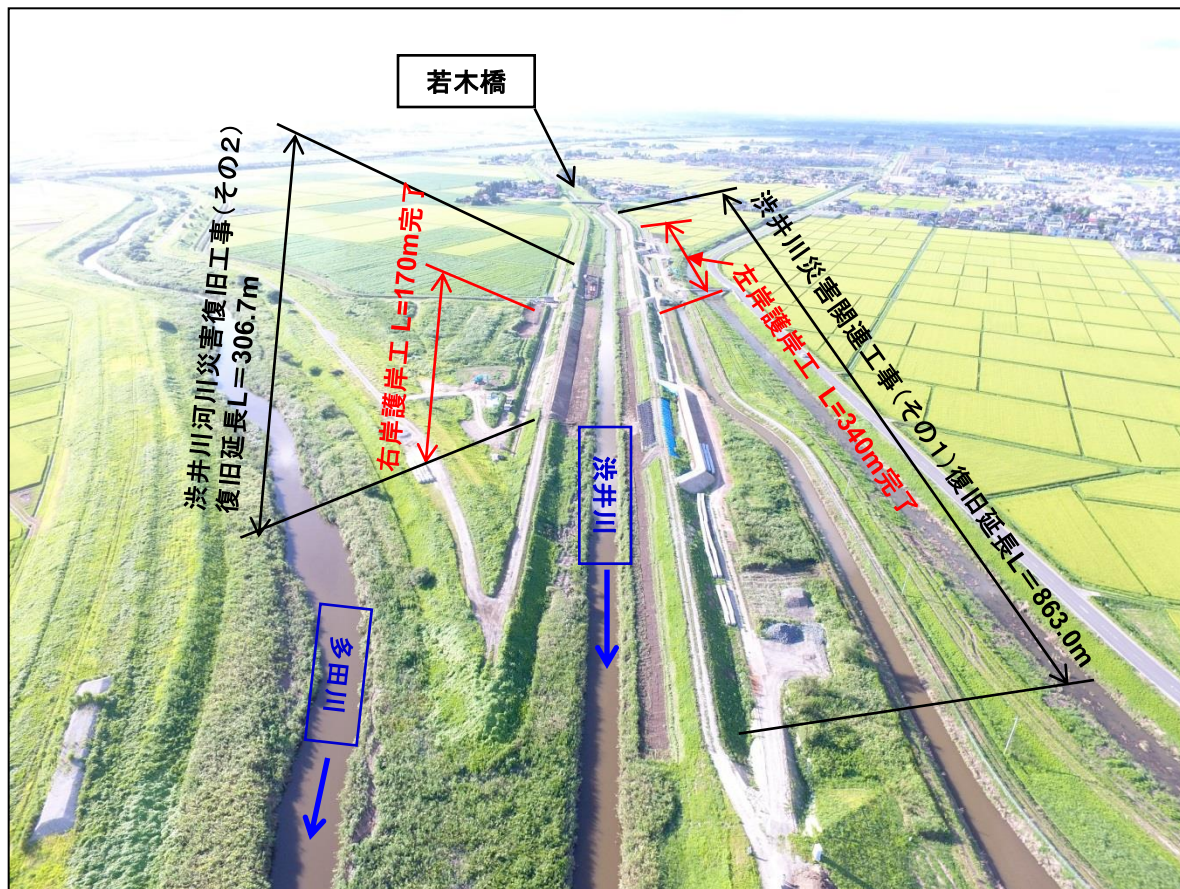 若木橋
渋井川河川災害復旧工事(その2)
復旧延長L=306.7m
右岸護岸工 L=170m完了
左岸護岸工 L=340m完了
渋井川災害関連工事(その1)復旧延長L=863.0m
渋井川
多田川